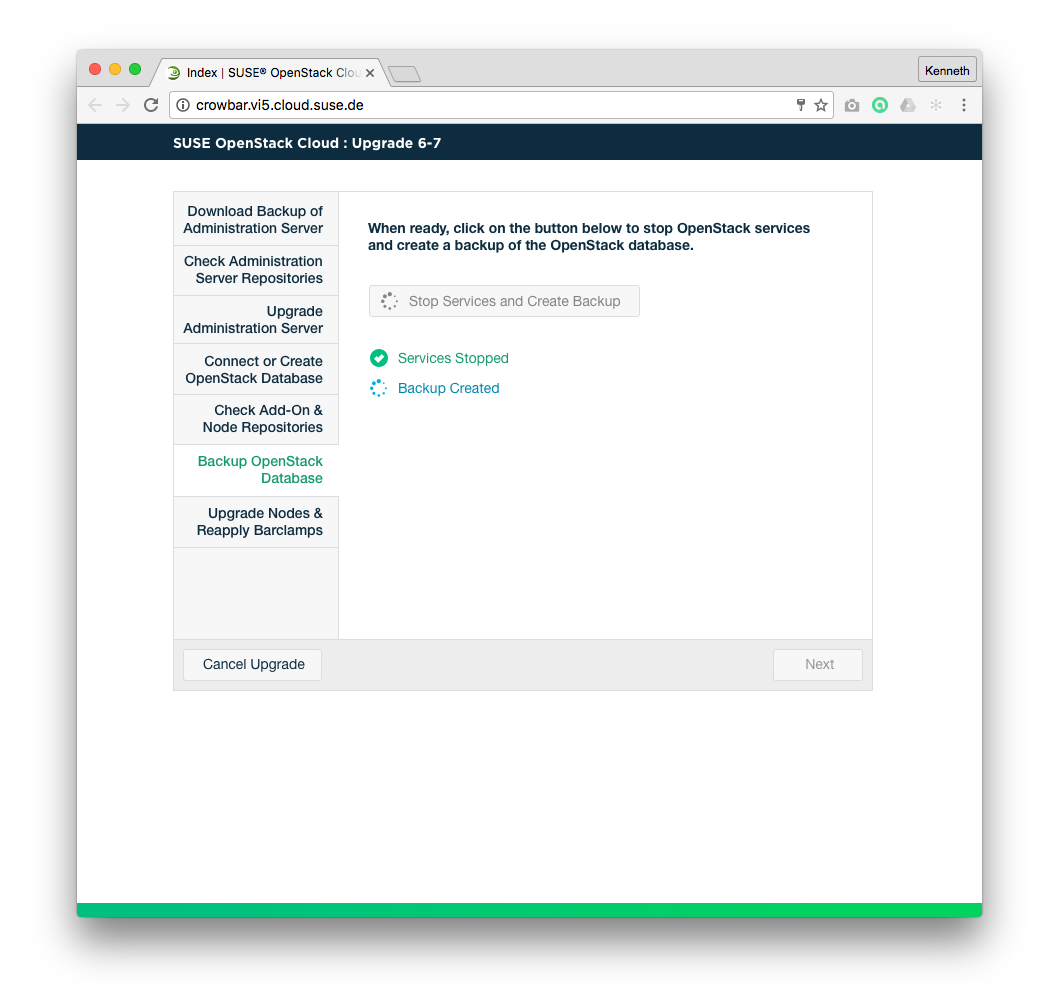 Index | SUSE® OpenStack Clou
Kenneth
crowbar.vi5.cloud.suse.de
SUSE OpenStack Cloud : Upgrade 6-7
Download Backup of
Administration Server
Check Administration
Server Repositories
Upgrade
Administration Server
Connect or Create
OpenStack Database
Check Add-On &
Node Repositories
Backup OpenStack
Database
Upgrade Nodes &
Reapply Barclamps
When ready, click on the button below to stop OpenStack services
and create a backup of the OpenStack database.
Stop Services and Create Backup
Services Stopped
Backup Created
Cancel Upgrade
Next